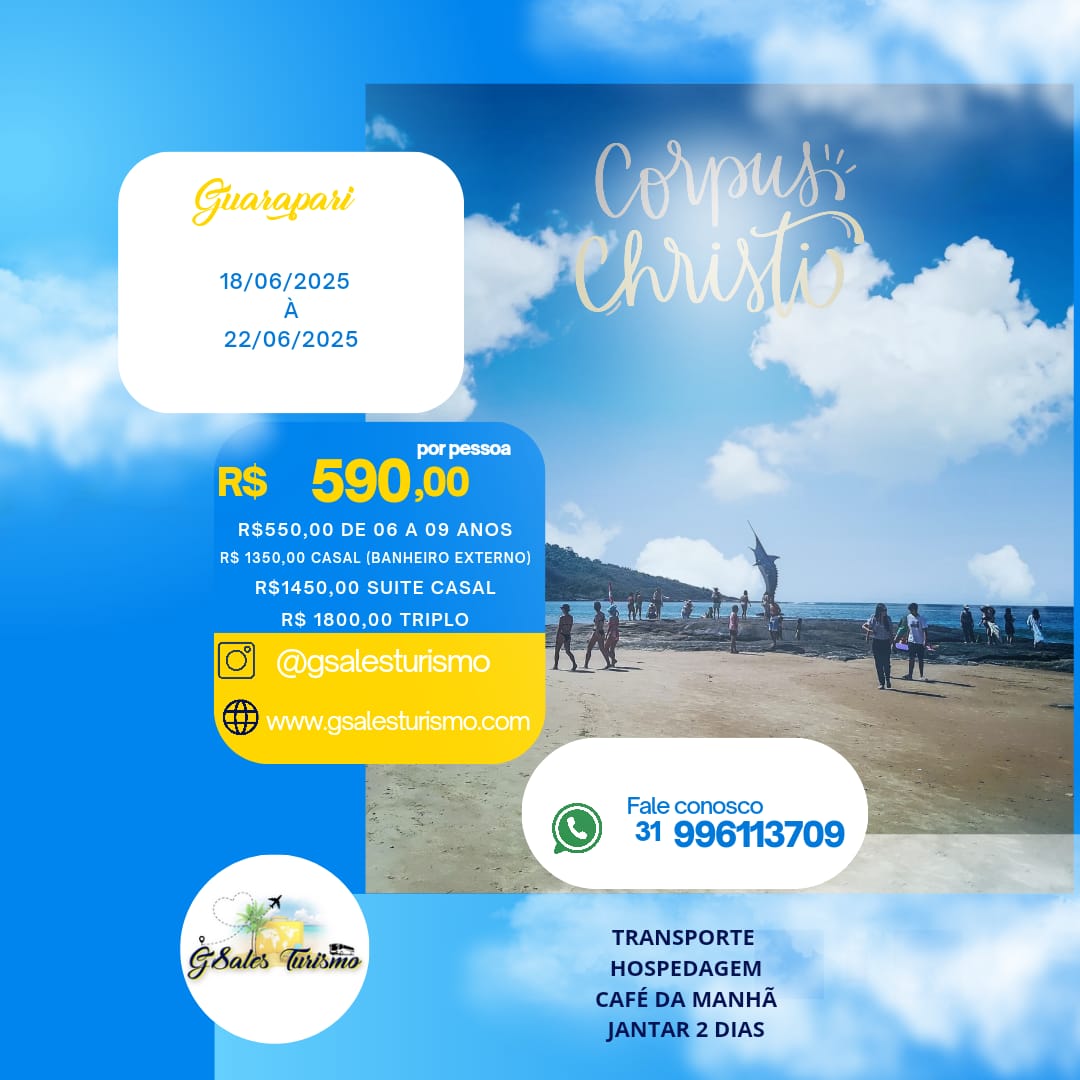 Corpus
Christi
Guarapari
18/06/2025
À
22/06/2025
por pessoa
R$ 590,00
R$550,00 DE 06 A 09 ANOS
R$ 1350,00 CASAL (BANHEIRO EXTERNO)
R$1450,00 SUITE CASAL
R$ 1800,00 TRIPLO
@gsalesturismo
www.gsalesturismo.com
Fale conosco
31 996113709
GSales Turismo
TRANSPORTE
HOSPEDAGEM
CAFÉ DA MANHÃ
JANTAR 2 DIAS